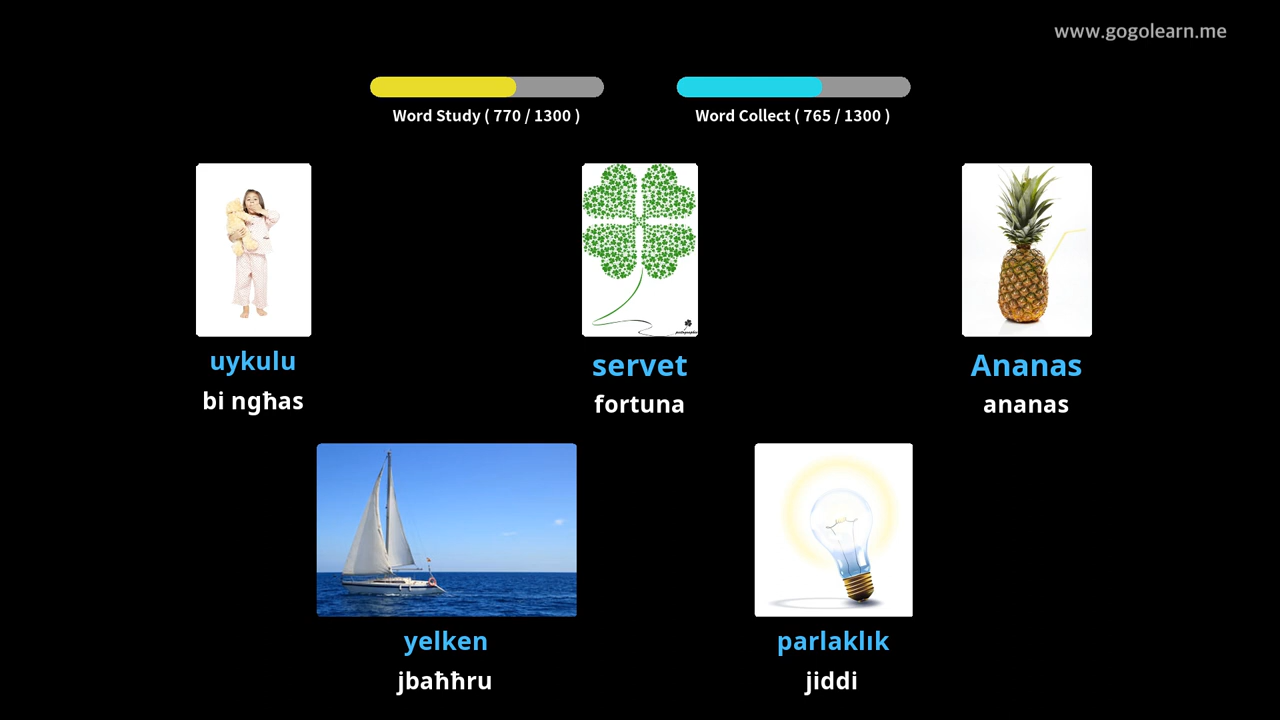 www.gogolearn.me
Word Study ( 770 / 1300 )
Word Collect ( 765 / 1300 )
uykulu
bi ngħas
servet
fortuna
Ananas
ananas
yelken
jbaħħru
parlaklık
jiddi